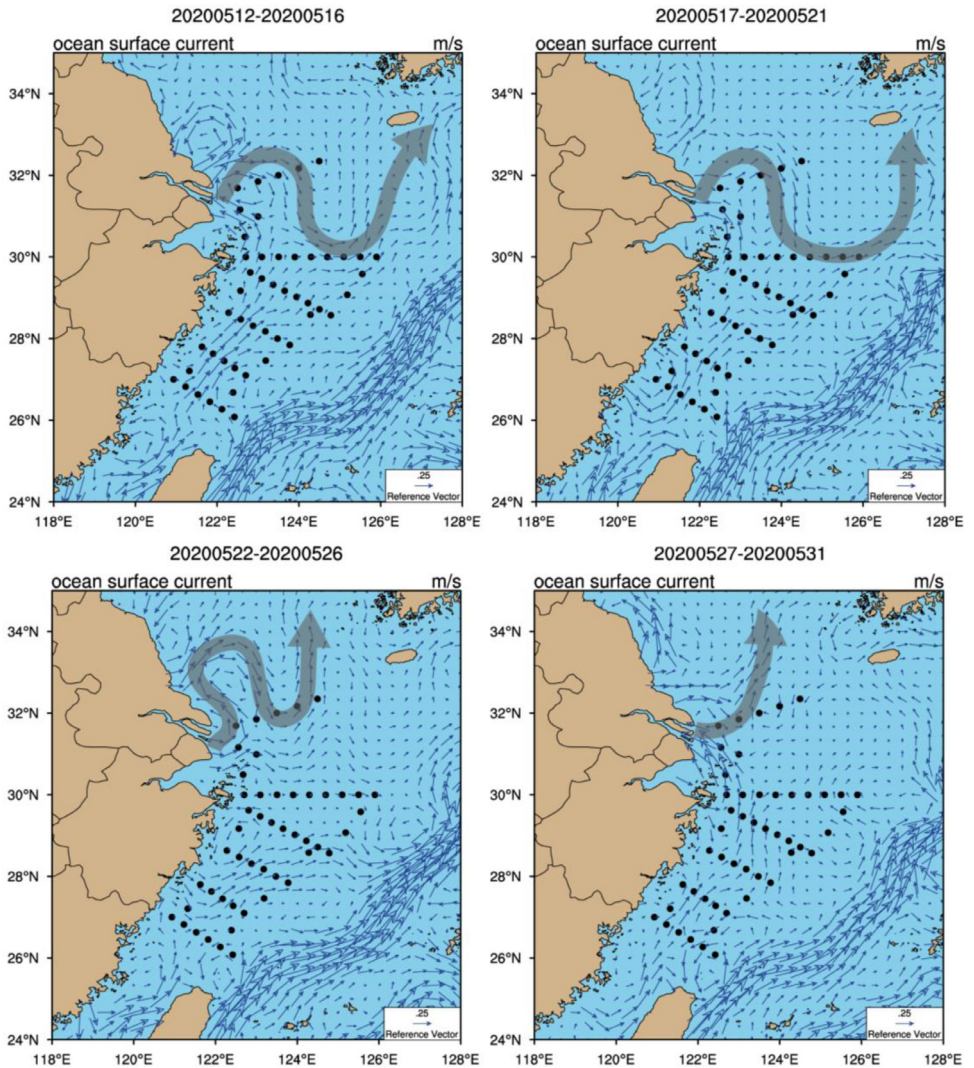 20200512-20200516
ocean surface current m/s
34°N
32°N
30°N
28°N
26°N
24°N
118°E 120°E 122°E 124°E 126°E 128°E
.25
Reference Vector
20200517-20200521
ocean surface current m/s
34°N
32°N
30°N
28°N
26°N
24°N
118°E 120°E 122°E 124°E 126°E 128°E
.25
Reference Vector
20200522-20200526
ocean surface current m/s
34°N
32°N
30°N
28°N
26°N
24°N
118°E 120°E 122°E 124°E 126°E 128°E
.25
Reference Vector
20200527-20200531
ocean surface current m/s
34°N
32°N
30°N
28°N
26°N
24°N
118°E 120°E 122°E 124°E 126°E 128°E
.25
Reference Vector